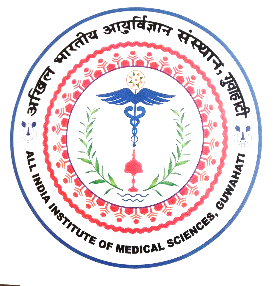 अखिल भारतीय आयुर्विज्ञान संस्थान, गुवाहाटी
ALL INDIA INSTITUTE OF MEDICAL SCIENCES, GUWAHATI